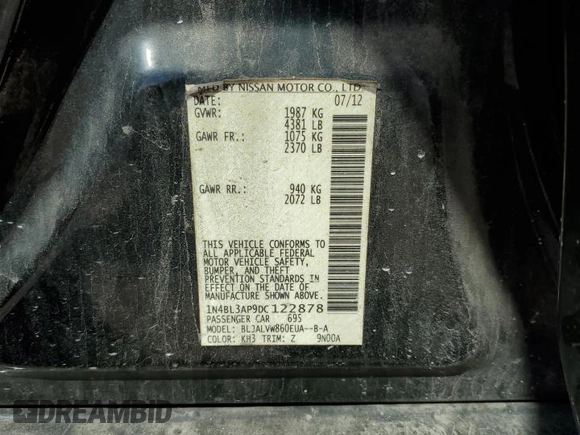 MFD BY NISSAN MOTOR CO., LTD.
DATE: 07/12
GVWR: 1987 KG
4381 LB
GAWR FR.: 1075 KG
2370 LB
GAWR RR.: 940 KG
2072 LB
THIS VEHICLE CONFORMS TO
ALL APPLICABLE FEDERAL
MOTOR VEHICLE SAFETY,
BUMPER, AND THEFT
PREVENTION STANDARDS IN
EFFECT ON THE DATE OF
MANUFACTURE SHOWN ABOVE.
1N4BL3AP9DC122878
PASSENGER CAR 695
MODEL: BLJALVW860EUA--B-A
COLOR: KH3 TRIM: Z 9N00A
DREAMBID